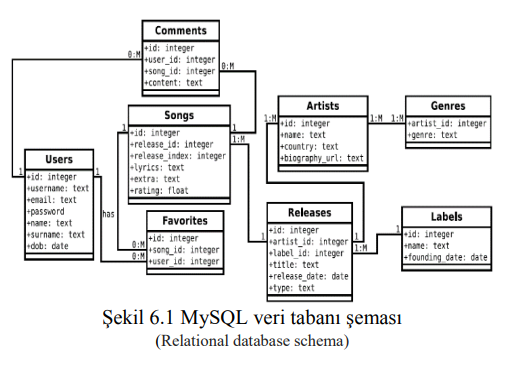 Comments
+id: integer
+user_id: integer
+song_id: integer
+content: text
0:M
0:M
Songs
+id: integer
+release_id: integer
+release_index: integer
+lyrics: text
+extra: text
+rating: float
1
1
1:M
Artists
+id: integer
+name: text
+country: text
+biography_url: text
1:M
1:M
1:M
Genres
+artist_id: integer
+genre: text
Users
+id: integer
+username: text
+email: text
+password
+name: text
+surname: text
+dob: date
1
1
has
Favorites
+id: integer
+song_id: integer
+user_id: integer
0:M
0:M
Releases
+id: integer
+artist_id: integer
+label_id: integer
+title: text
+release_date: date
+type: text
1
1
1:M
Labels
+id: integer
+name: text
+founding_date: date
1
Şekil 6.1 MySQL veri tabanı şeması
(Relational database schema)